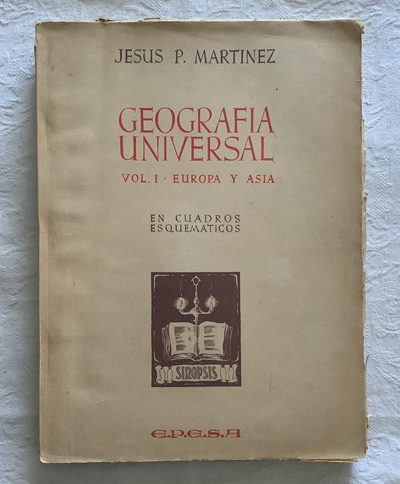 JESUS P. MARTINEZ
GEOGRAFIA
UNIVERSAL
VOL. I · EUROPA Y ASIA
EN CUADROS
ESQUEMATICOS
SINOPSIS
E.P.E.S.A